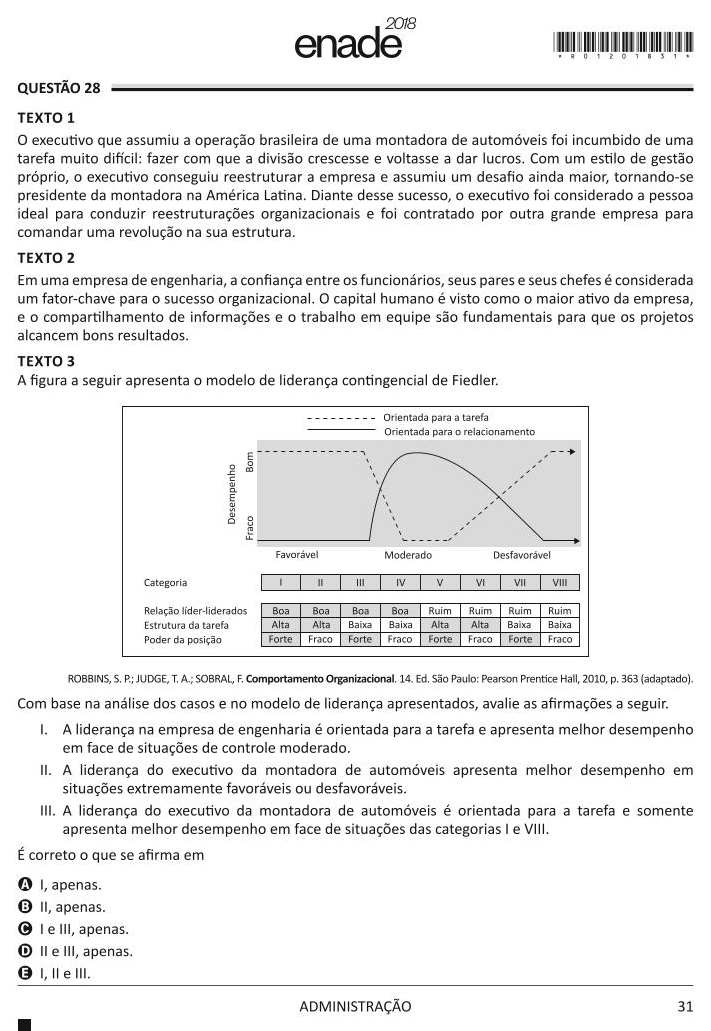 enade2018
* R 0 1 2 0 1 8 3 1 *
QUESTÃO 28
TEXTO 1
O executivo que assumiu a operação brasileira de uma montadora de automóveis foi incumbido de uma
tarefa muito difícil: fazer com que a divisão crescesse e voltasse a dar lucros. Com um estilo de gestão
próprio, o executivo conseguiu reestruturar a empresa e assumiu um desafio ainda maior, tornando-se
presidente da montadora na América Latina. Diante desse sucesso, o executivo foi considerado a pessoa
ideal para conduzir reestruturações organizacionais e foi contratado por outra grande empresa para
comandar uma revolução na sua estrutura.
TEXTO 2
Em uma empresa de engenharia, a confiança entre os funcionários, seus pares e seus chefes é considerada
um fator-chave para o sucesso organizacional. O capital humano é visto como o maior ativo da empresa,
e o compartilhamento de informações e o trabalho em equipe são fundamentais para que os projetos
alcancem bons resultados.
TEXTO 3
A figura a seguir apresenta o modelo de liderança contingencial de Fiedler.
Orientada para a tarefa
Orientada para o relacionamento
Desempenho
Bom
Fraco
Favorável Moderado Desfavorável
Categoria I II III IV V VI VII VIII
Relação líder-liderados Boa Boa Boa Boa Ruim Ruim Ruim Ruim
Estrutura da tarefa Alta Alta Baixa Baixa Alta Alta Baixa Baixa
Poder da posição Forte Fraco Forte Fraco Forte Fraco Forte Fraco
ROBBINS, S. P.; JUDGE, T. A.; SOBRAL, F. Comportamento Organizacional. 14. Ed. São Paulo: Pearson Prentice Hall, 2010, p. 363 (adaptado).
Com base na análise dos casos e no modelo de liderança apresentados, avalie as afirmações a seguir.
I. A liderança na empresa de engenharia é orientada para a tarefa e apresenta melhor desempenho
em face de situações de controle moderado.
II. A liderança do executivo da montadora de automóveis apresenta melhor desempenho em
situações extremamente favoráveis ou desfavoráveis.
III. A liderança do executivo da montadora de automóveis é orientada para a tarefa e somente
apresenta melhor desempenho em face de situações das categorias I e VIII.
É correto o que se afirma em
A I, apenas.
B II, apenas.
C I e III, apenas.
D II e III, apenas.
E I, II e III.
ADMINISTRAÇÃO 31